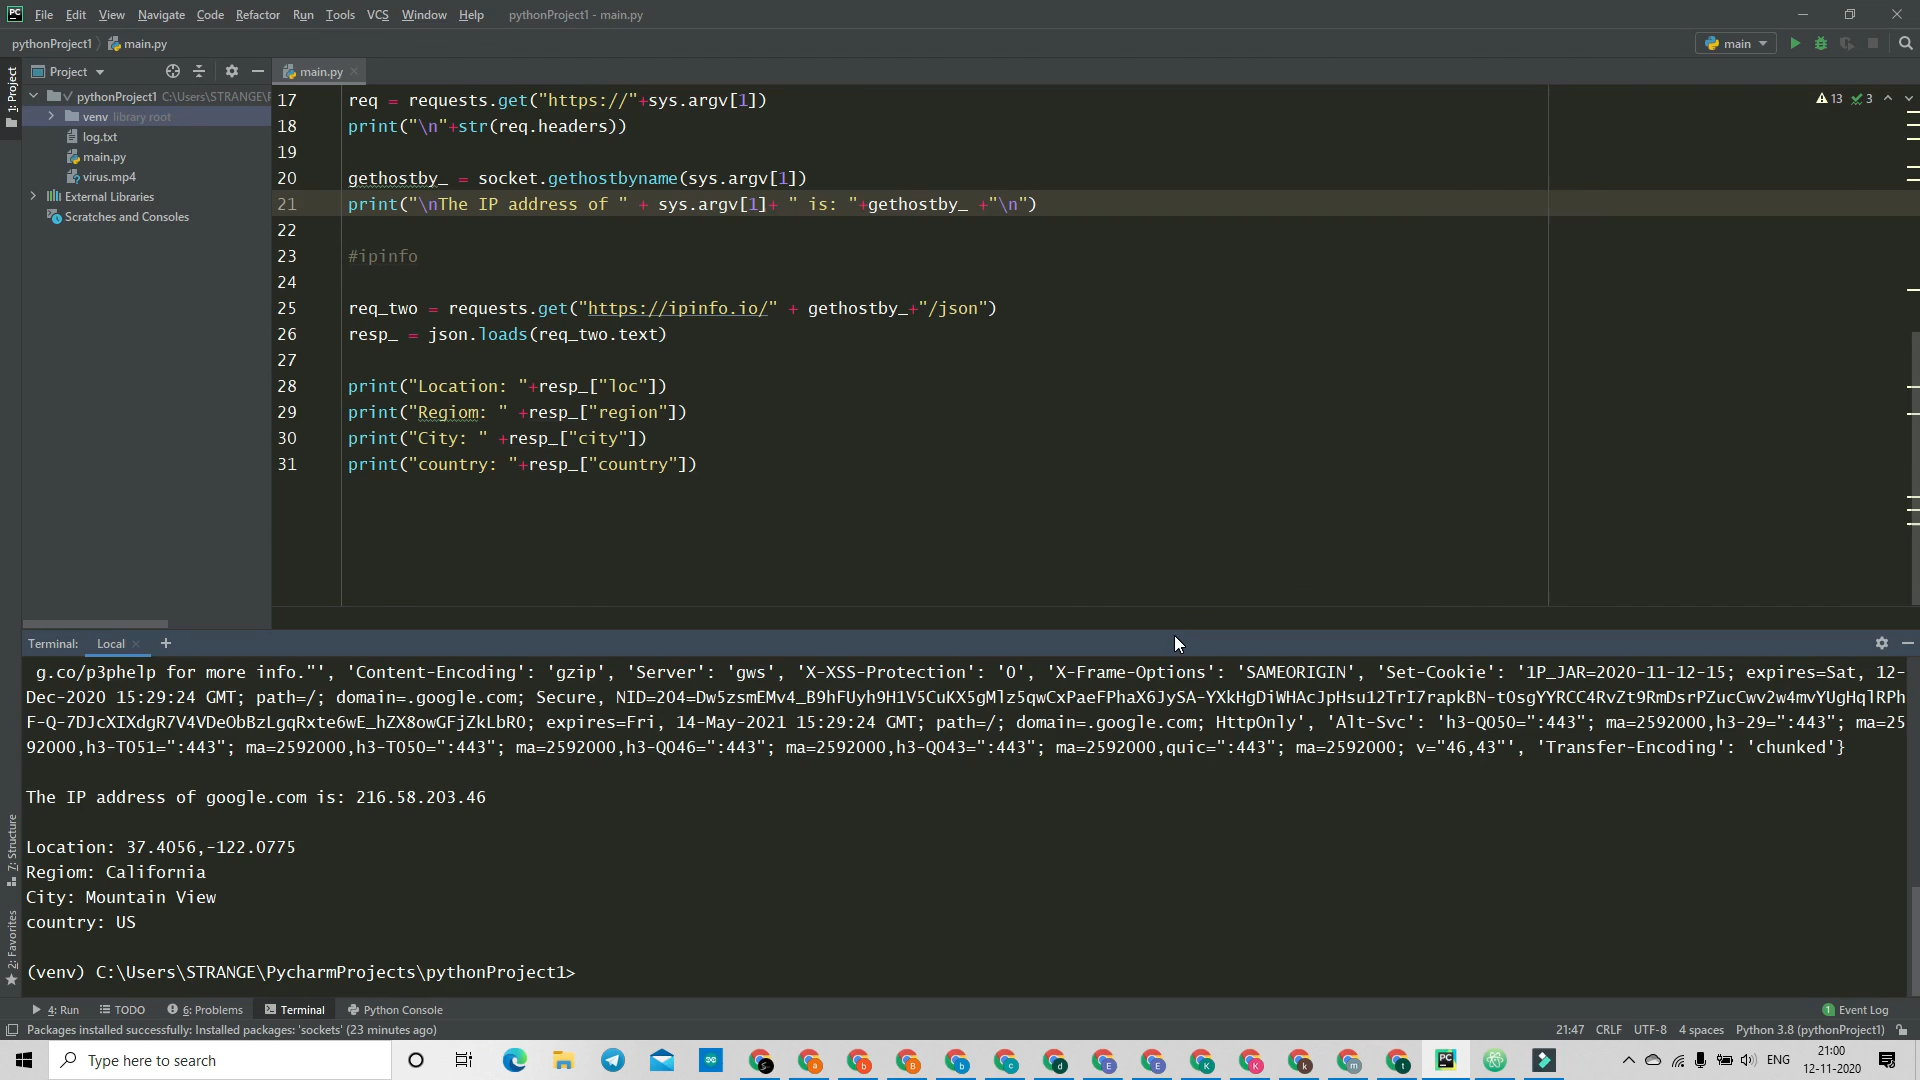 File Edit View Navigate Code Refactor Run Tools VCS Window Help pythonProject1 - main.py
pythonProject1 main.py main
1: Project
Project
main.py
pythonProject1 C:\Users\STRANGE\
venv library root
log.txt
main.py
virus.mp4
External Libraries
Scratches and Consoles
13 3
17 req = requests.get("https://"+sys.argv[1])
18 print("\n"+str(req.headers))
19
20 gethostby_ = socket.gethostbyname(sys.argv[1])
21 print("\nThe IP address of " + sys.argv[1]+ " is: "+gethostby_ +"\n")
22
23 #ipinfo
24
25 req_two = requests.get("https://ipinfo.io/" + gethostby_+"/json")
26 resp_ = json.loads(req_two.text)
27
28 print("Location: "+resp_["loc"])
29 print("Regiom: " +resp_["region"])
30 print("City: " +resp_["city"])
31 print("country: "+resp_["country"])
Terminal: Local
g.co/p3phelp for more info."', 'Content-Encoding': 'gzip', 'Server': 'gws', 'X-XSS-Protection': '0', 'X-Frame-Options': 'SAMEORIGIN', 'Set-Cookie': '1P_JAR=2020-11-12-15; expires=Sat, 12-
Dec-2020 15:29:24 GMT; path=/; domain=.google.com; Secure, NID=204=Dw5zsmEMv4_B9hFUyh9H1V5CuKX5gMlz5qwCxPaeFPhaX6JySA-YXkHgDiWHAcJpHsu12TrI7rapkBN-tOsgYYRCC4RvZt9RmDsrPZucCwv2w4mvYUgHqlRPh
F-Q-7DJcXIXdgR7V4VDeObBzLgqRxte6wE_hZX8owGFjZkLbR0; expires=Fri, 14-May-2021 15:29:24 GMT; path=/; domain=.google.com; HttpOnly', 'Alt-Svc': 'h3-Q050=":443"; ma=2592000,h3-29=":443"; ma=25
92000,h3-T051=":443"; ma=2592000,h3-T050=":443"; ma=2592000,h3-Q046=":443"; ma=2592000,h3-Q043=":443"; ma=2592000,quic=":443"; ma=2592000; v="46,43"', 'Transfer-Encoding': 'chunked'}
The IP address of google.com is: 216.58.203.46
Location: 37.4056,-122.0775
Regiom: California
City: Mountain View
country: US
(venv) C:\Users\STRANGE\PycharmProjects\pythonProject1>
7: Structure
2: Favorites
4: Run TODO 6: Problems Terminal Python Console 1 Event Log
Packages installed successfully: Installed packages: 'sockets' (23 minutes ago) 21:47 CRLF UTF-8 4 spaces Python 3.8 (pythonProject1)
Type here to search ENG 21:00
12-11-2020